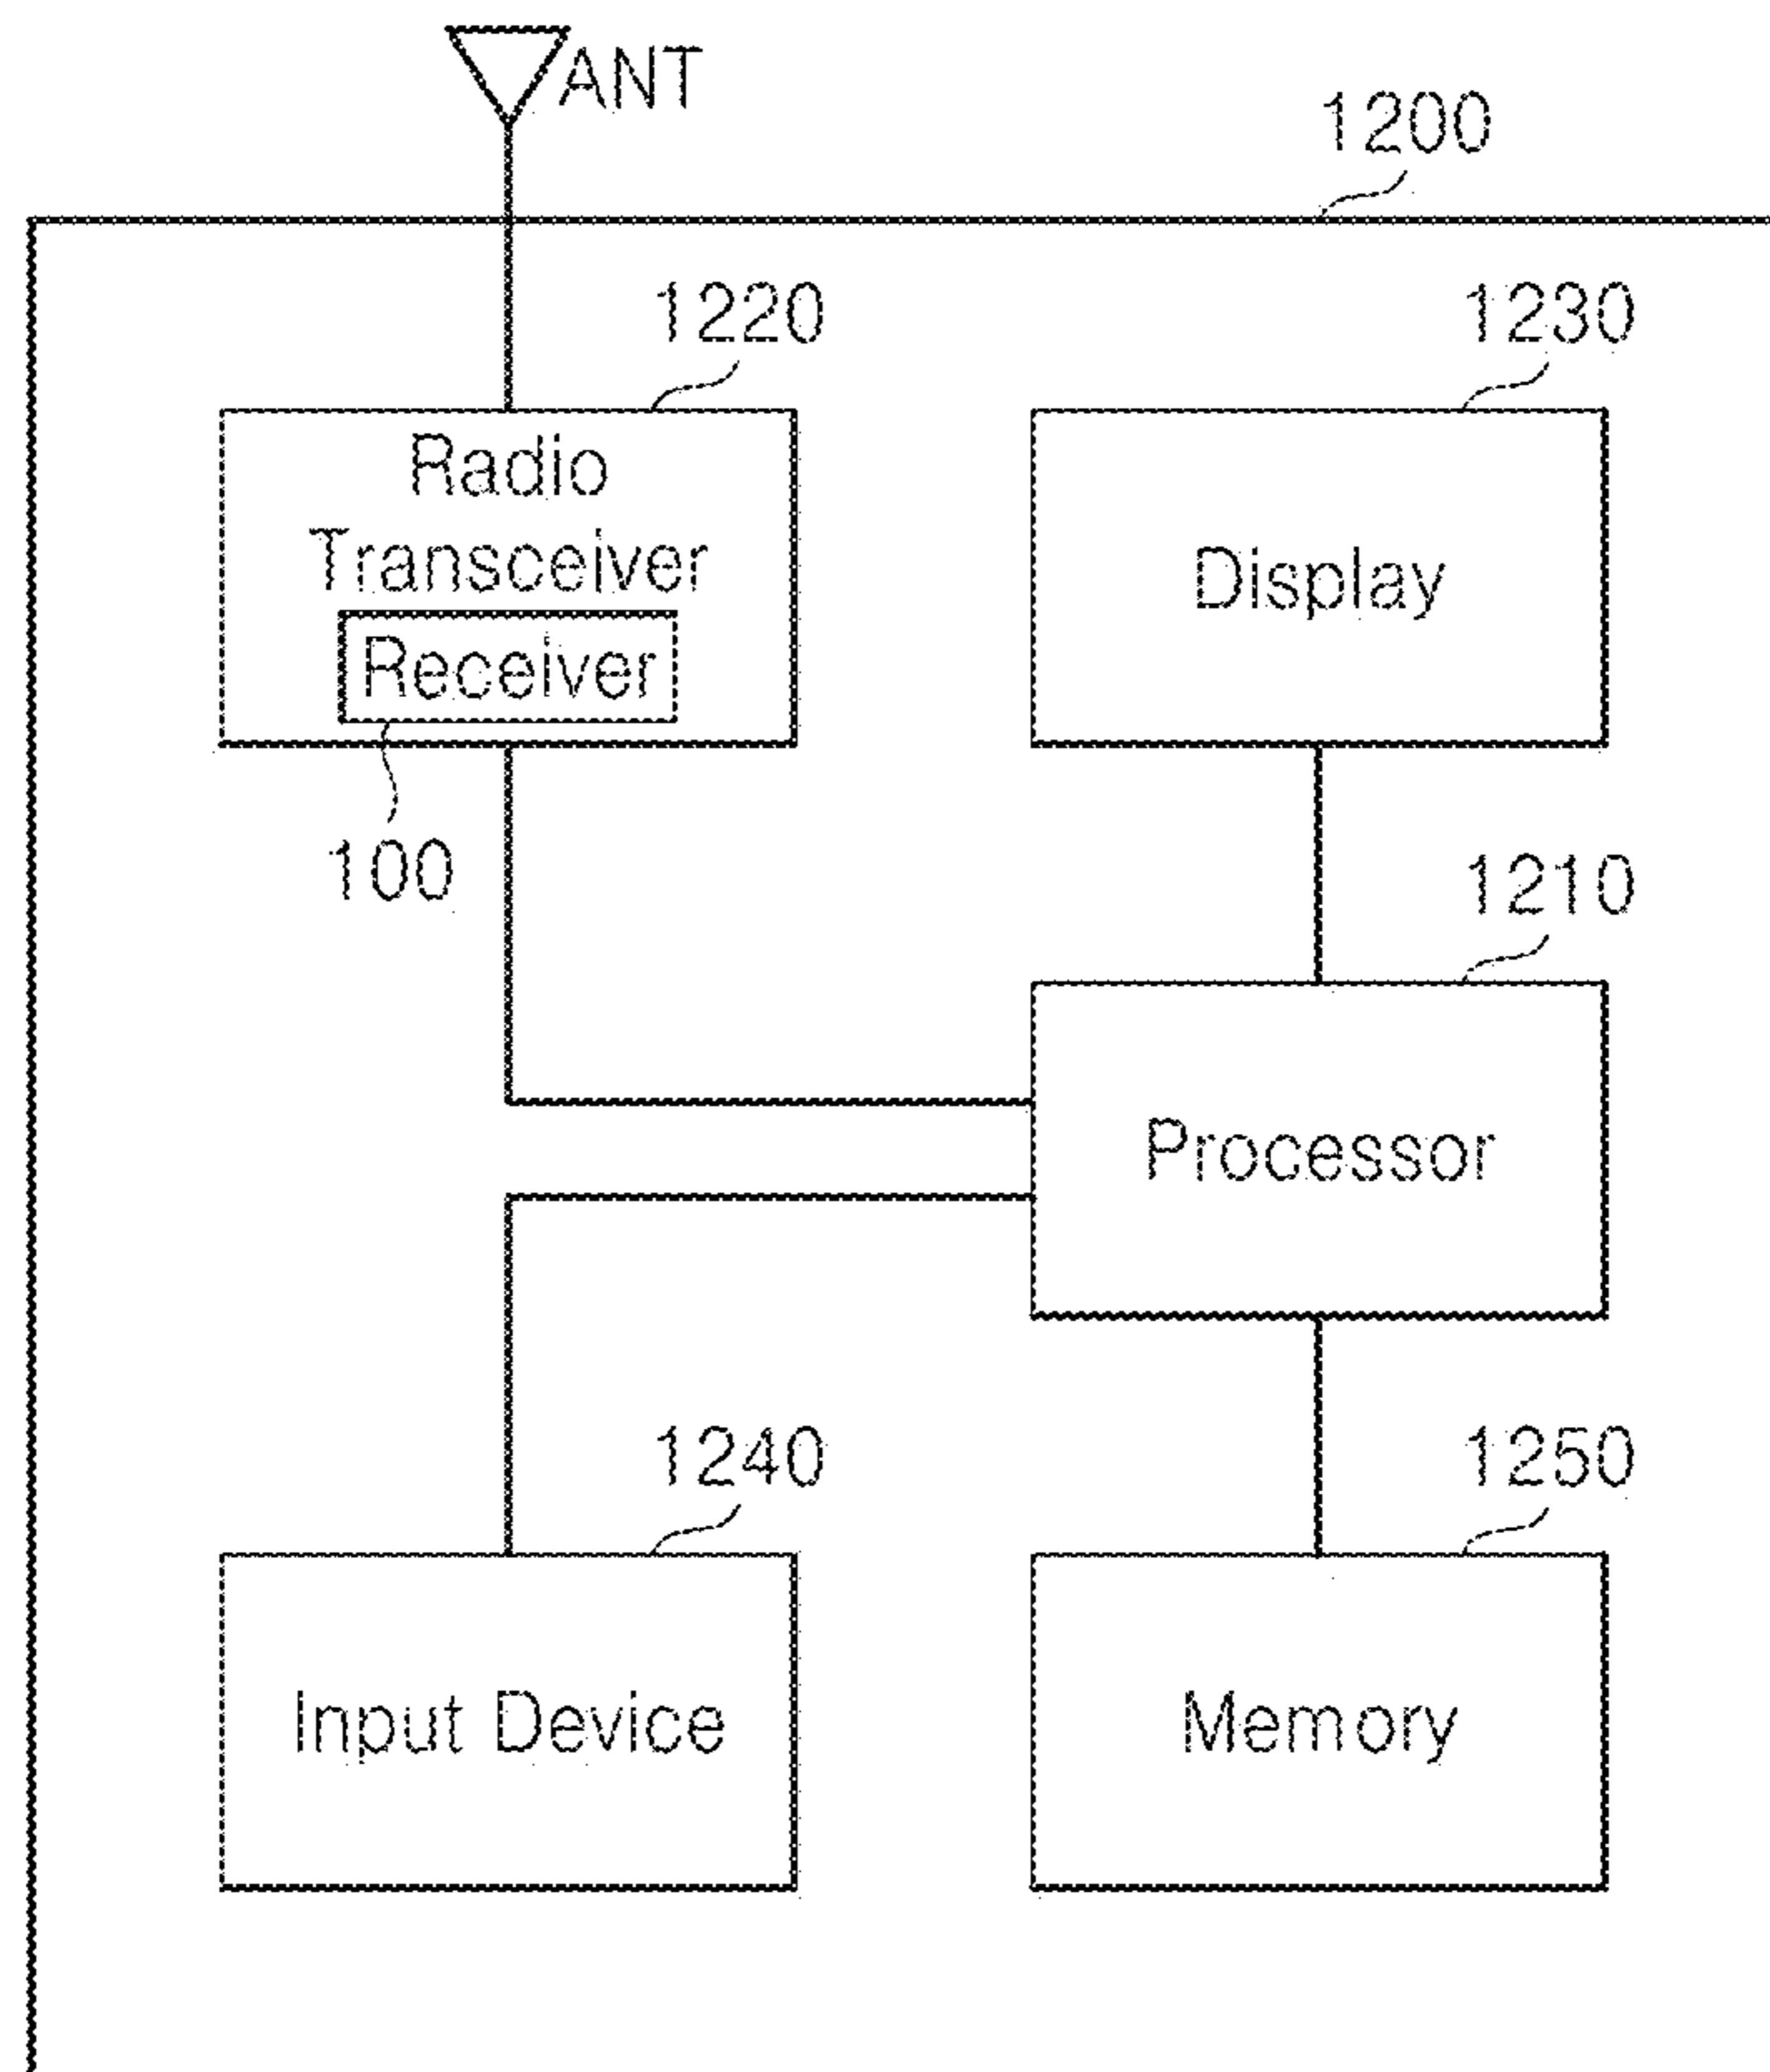 ANT
1200
1220
1230
Radio
Transceiver
Receiver
Display
100
1210
Processor
1240
1250
Input Device
Memory